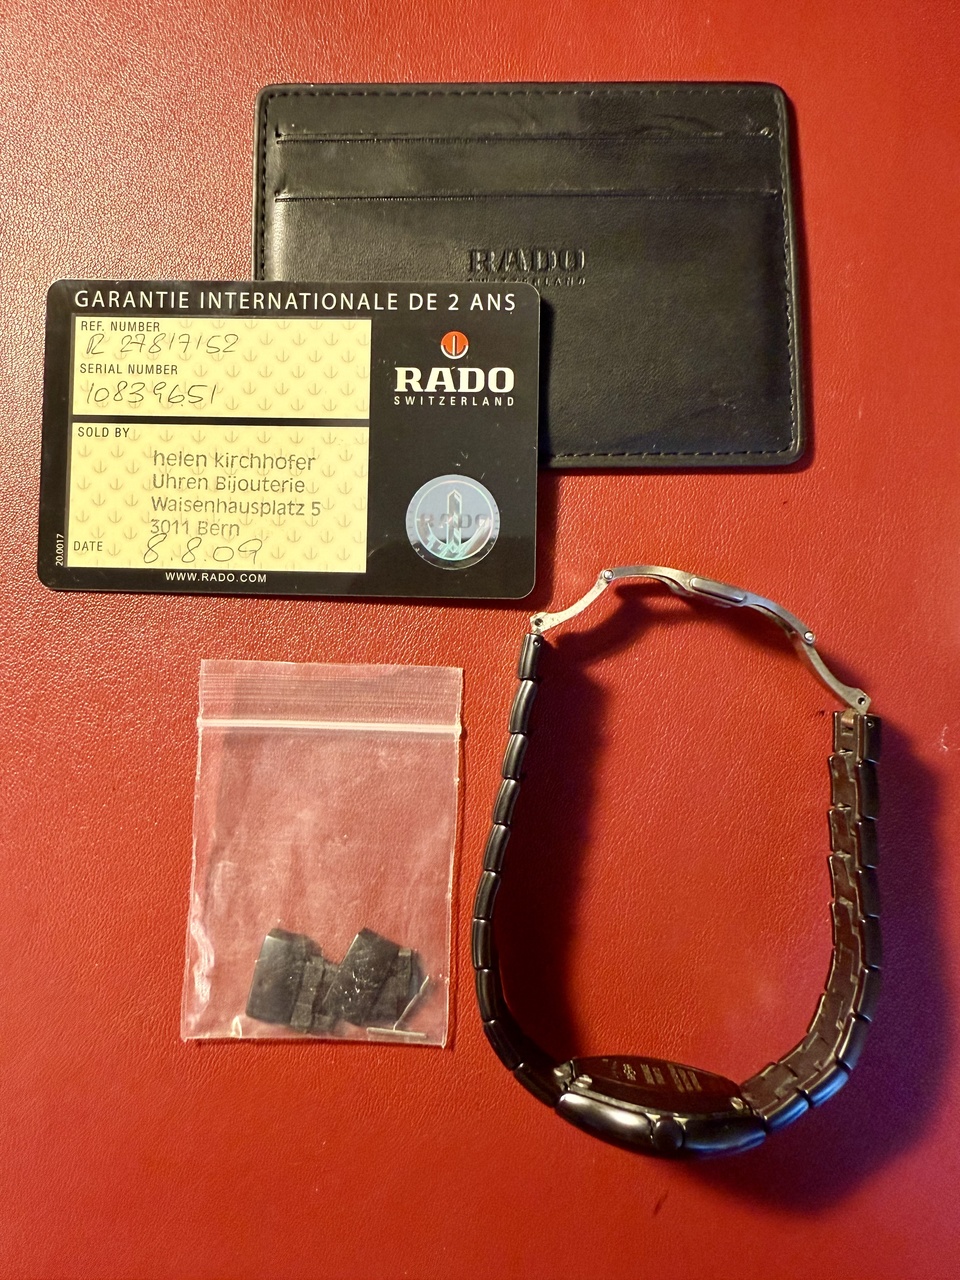 RADO
SWITZERLAND
GARANTIE INTERNATIONALE DE 2 ANS
REF. NUMBER
R 27817152
SERIAL NUMBER
10839651
SOLD BY
helen kirchhofer
Uhren Bijouterie
Waisenhausplatz 5
3011 Bern
DATE 8.8.09
20.0017
WWW.RADO.COM
RADO
SWITZERLAND
RADO